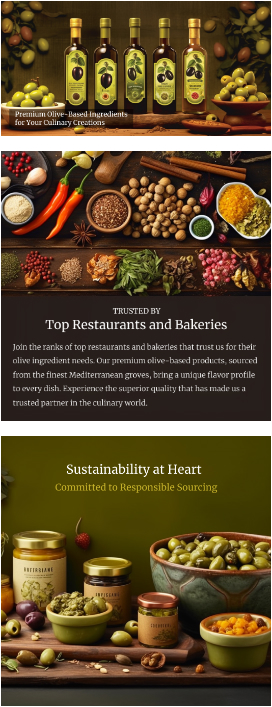 Premium Olive-Based Ingredients
for Your Culinary Creations
TRUSTED BY
Top Restaurants and Bakeries
Join the ranks of top restaurants and bakeries that trust us for their
olive ingredient needs. Our premium olive-based products, sourced
from the finest Mediterranean groves, bring a unique flavor profile
to every dish. Experience the superior quality that has made us a
trusted partner in the culinary world.
Sustainability at Heart
Committed to Responsible Sourcing